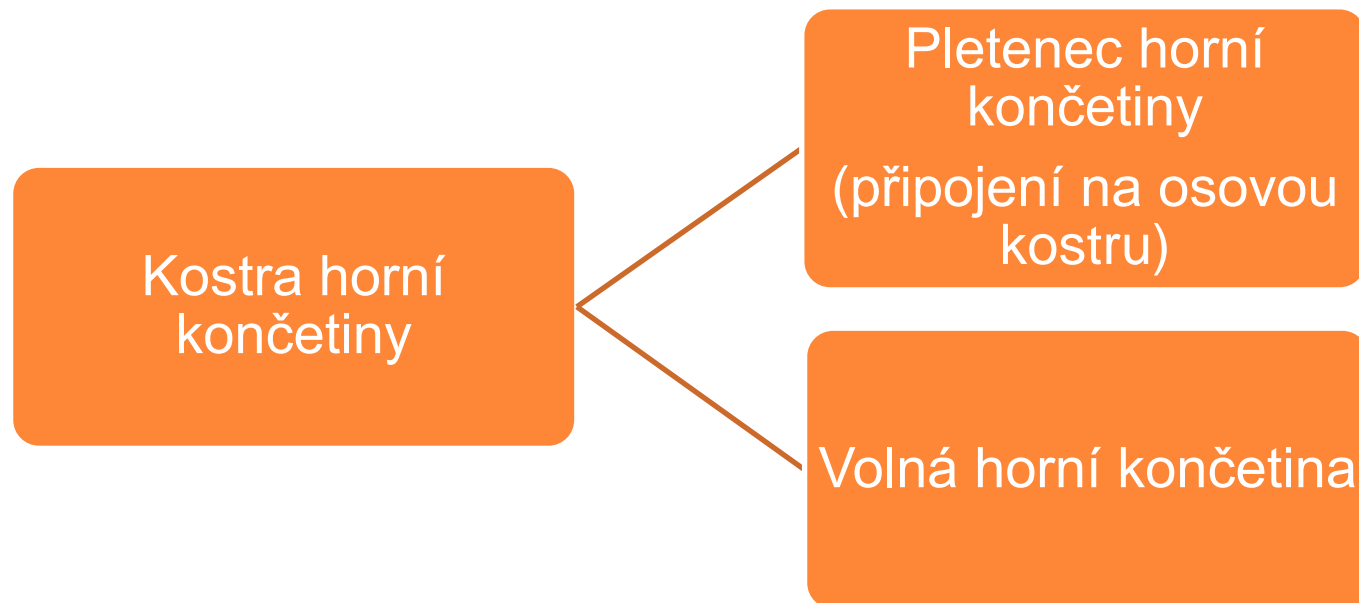 Pletenec horní
končetiny
(připojení na osovou
kostru)
Kostra horní
končetiny
Volná horní končetina